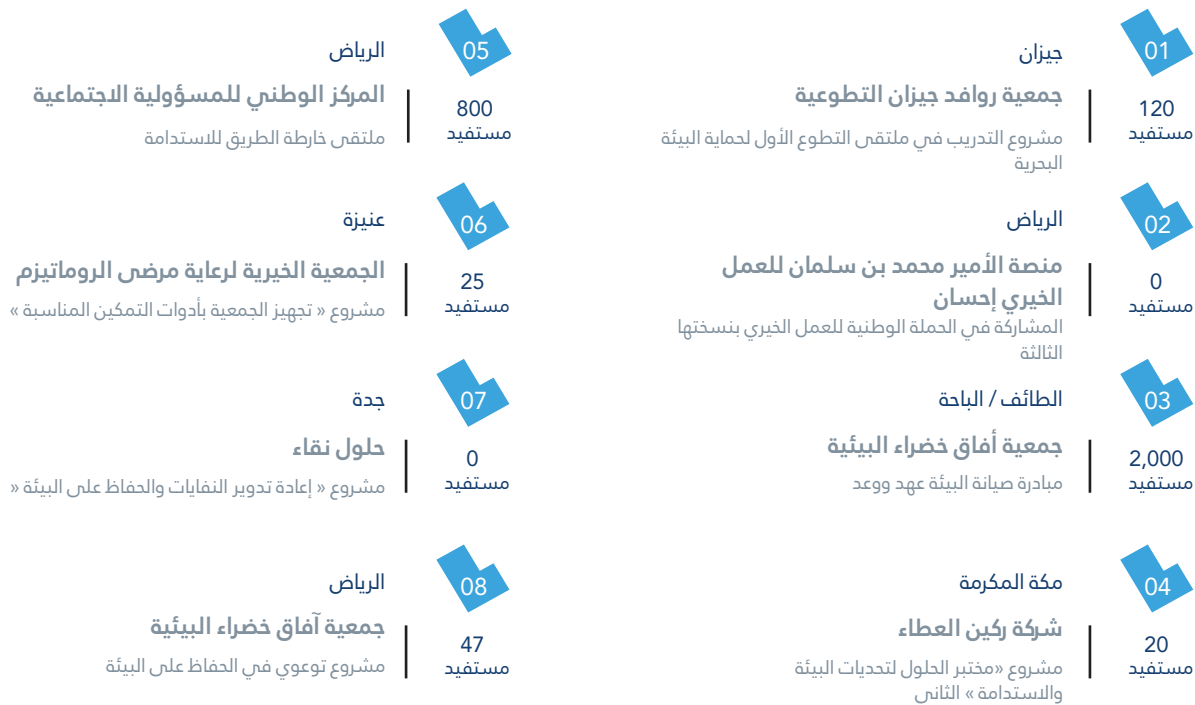 01
جيزان
120
مستفيد
جمعية روافد جيزان التطوعية
مشروع التدريب في ملتقى التطوع الأول لحماية البيئة
البحرية
02
الرياض
0
مستفيد
منصة الأمير محمد بن سلمان للعمل
الخيري إحسان
المشاركة في الحملة الوطنية للعمل الخيري بنسختها
الثالثة
03
الطائف / الباحة
2,000
مستفيد
جمعية أفاق خضراء البيئية
مبادرة صيانة البيئة عهد ووعد
04
مكة المكرمة
20
مستفيد
شركة ركين العطاء
مشروع «مختبر الحلول لتحديات البيئة
والاستدامة » الثاني
05
الرياض
800
مستفيد
المركز الوطني للمسؤولية الاجتماعية
ملتقى خارطة الطريق للاستدامة
06
عنيزة
25
مستفيد
الجمعية الخيرية لرعاية مرضى الروماتيزم
مشروع « تجهيز الجمعية بأدوات التمكين المناسبة »
07
جدة
0
مستفيد
حلول نقاء
مشروع « إعادة تدوير النفايات والحفاظ على البيئة «
08
الرياض
47
مستفيد
جمعية آفاق خضراء البيئية
مشروع توعوي في الحفاظ على البيئة